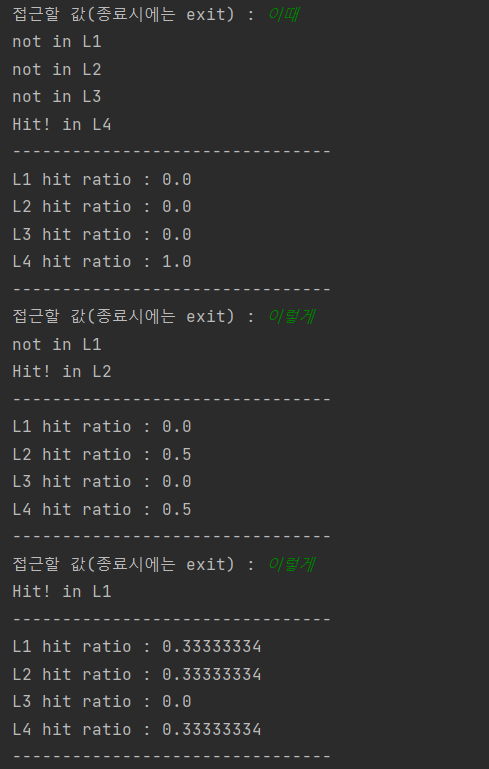 접근할 값(종료시에는 exit) : 이때
not in L1
not in L2
not in L3
Hit! in L4
--------------------------------
L1 hit ratio : 0.0
L2 hit ratio : 0.0
L3 hit ratio : 0.0
L4 hit ratio : 1.0
--------------------------------
접근할 값(종료시에는 exit) : 이렇게
not in L1
Hit! in L2
--------------------------------
L1 hit ratio : 0.0
L2 hit ratio : 0.5
L3 hit ratio : 0.0
L4 hit ratio : 0.5
--------------------------------
접근할 값(종료시에는 exit) : 이렇게
Hit! in L1
--------------------------------
L1 hit ratio : 0.33333334
L2 hit ratio : 0.33333334
L3 hit ratio : 0.0
L4 hit ratio : 0.33333334
--------------------------------